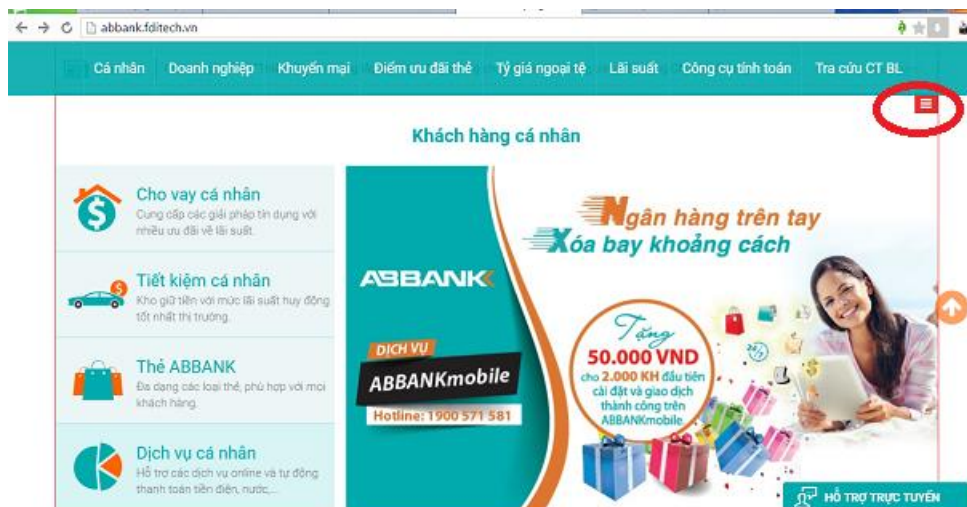 abbank.fditech.vn
Cá nhân Doanh nghiệp Khuyến mại Điểm ưu đãi thẻ Tỷ giá ngoại tệ Lãi suất Công cụ tính toán Tra cứu CT BL
Khách hàng cá nhân
Cho vay cá nhân
Cung cấp các giải pháp tín dụng với
nhiều ưu đãi về lãi suất.
Tiết kiệm cá nhân
Kho giữ tiền với mức lãi suất huy động
tốt nhất thị trường.
Thẻ ABBANK
Đa dạng các loại thẻ, phù hợp với mọi
khách hàng.
Dịch vụ cá nhân
Hỗ trợ các dịch vụ online và tự động
thanh toán tiền điện, nước,...
Ngân hàng trên tay
Xóa bay khoảng cách
ABBANK
DỊCH VỤ
ABBANKmobile
Hotline: 1900 571 581
Tặng
50.000 VND
cho 2.000 KH đầu tiên
cài đặt và giao dịch
thành công trên
ABBANKmobile
24/7
HỖ TRỢ TRỰC TUYẾN